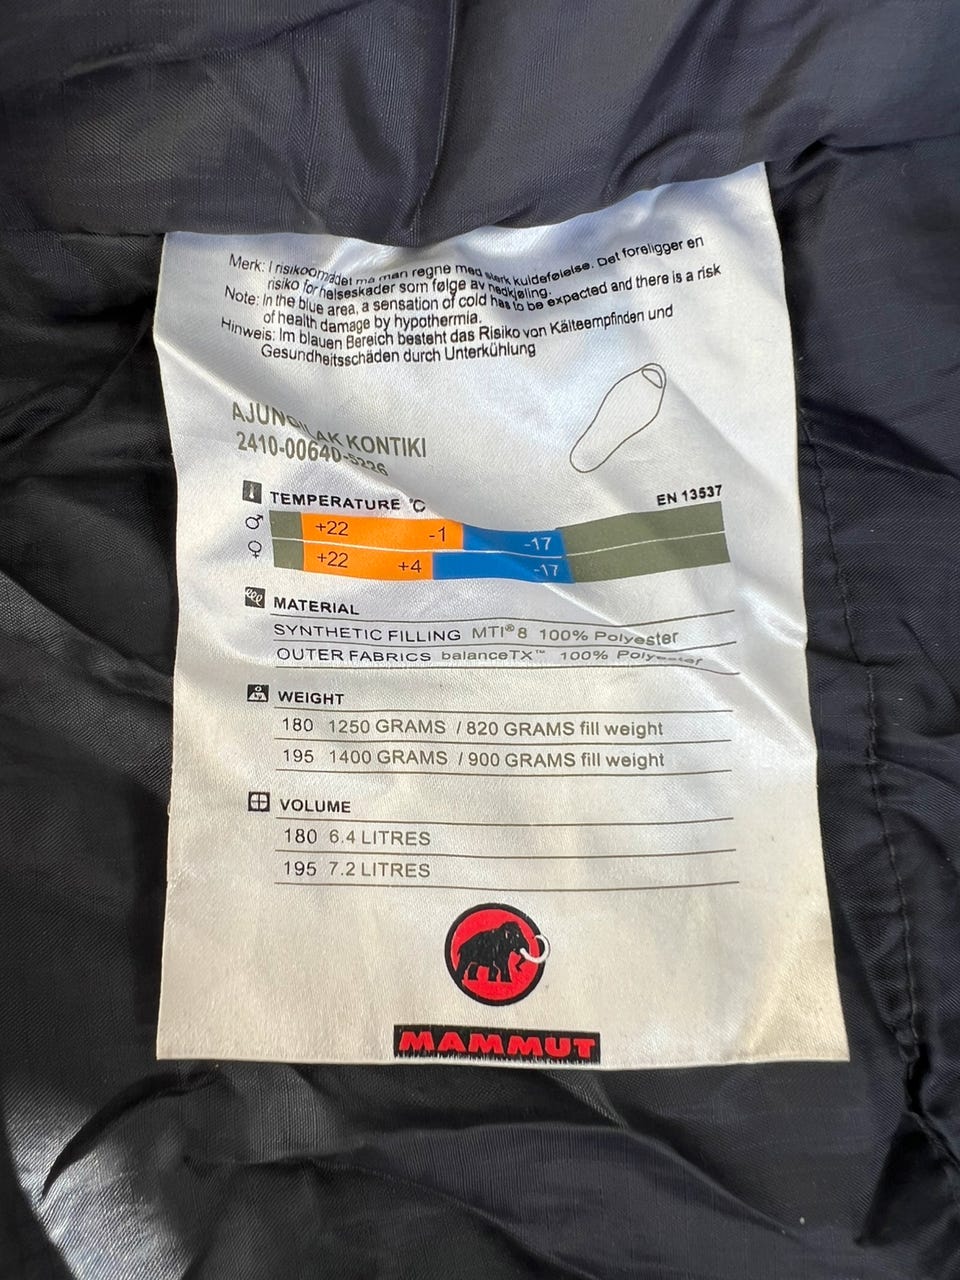 Merk: I risikoområdet må man regne med sterk kuldefølelse. Det foreligger en
risiko for helseskader som følge av nedkjøling.
Note: In the blue area, a sensation of cold has to be expected and there is a risk
of health damage by hypothermia.
Hinweis: Im blauen Bereich besteht das Risiko von Kälteempfinden und
Gesundheitsschäden durch Unterkühlung
AJUNGILAK KONTIKI
2410-00640-5226
TEMPERATURE °C EN 13537
♂ +22 -1 -17
♀ +22 +4 -17
MATERIAL
SYNTHETIC FILLING MTI®8 100% Polyester
OUTER FABRICS balanceTX™ 100% Polyester
WEIGHT
180 1250 GRAMS / 820 GRAMS fill weight
195 1400 GRAMS / 900 GRAMS fill weight
VOLUME
180 6.4 LITRES
195 7.2 LITRES
MAMMUT